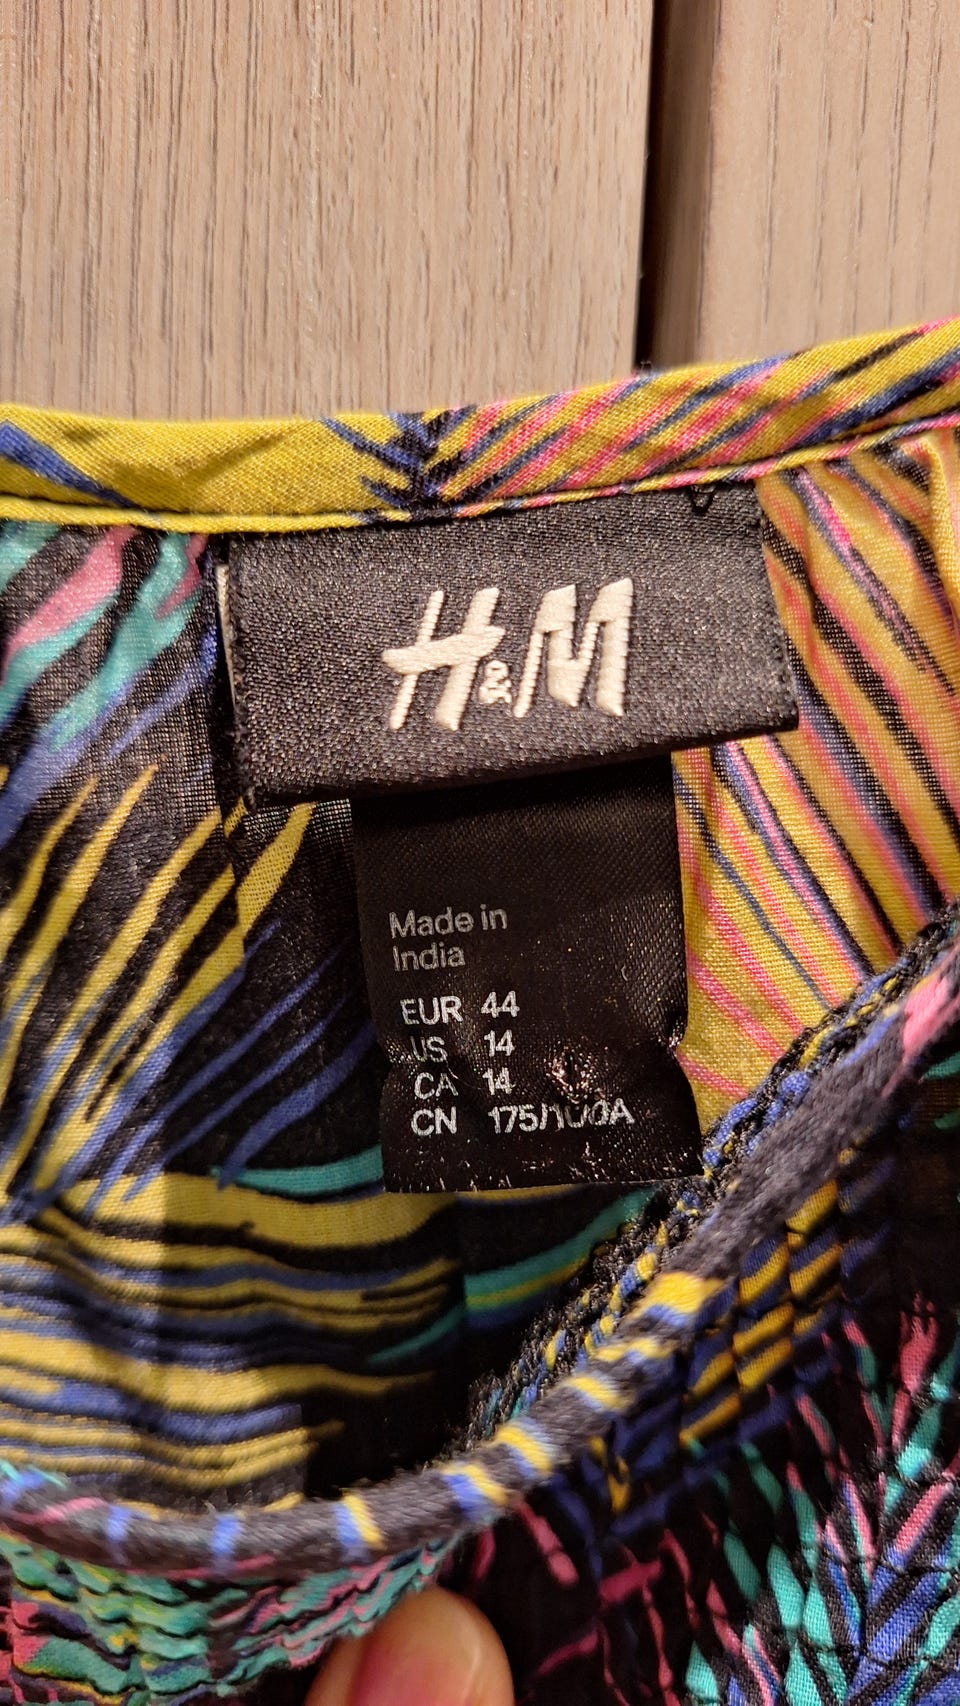 H&M
Made in
India
EUR 44
US 14
CA 14
CN 175/100A